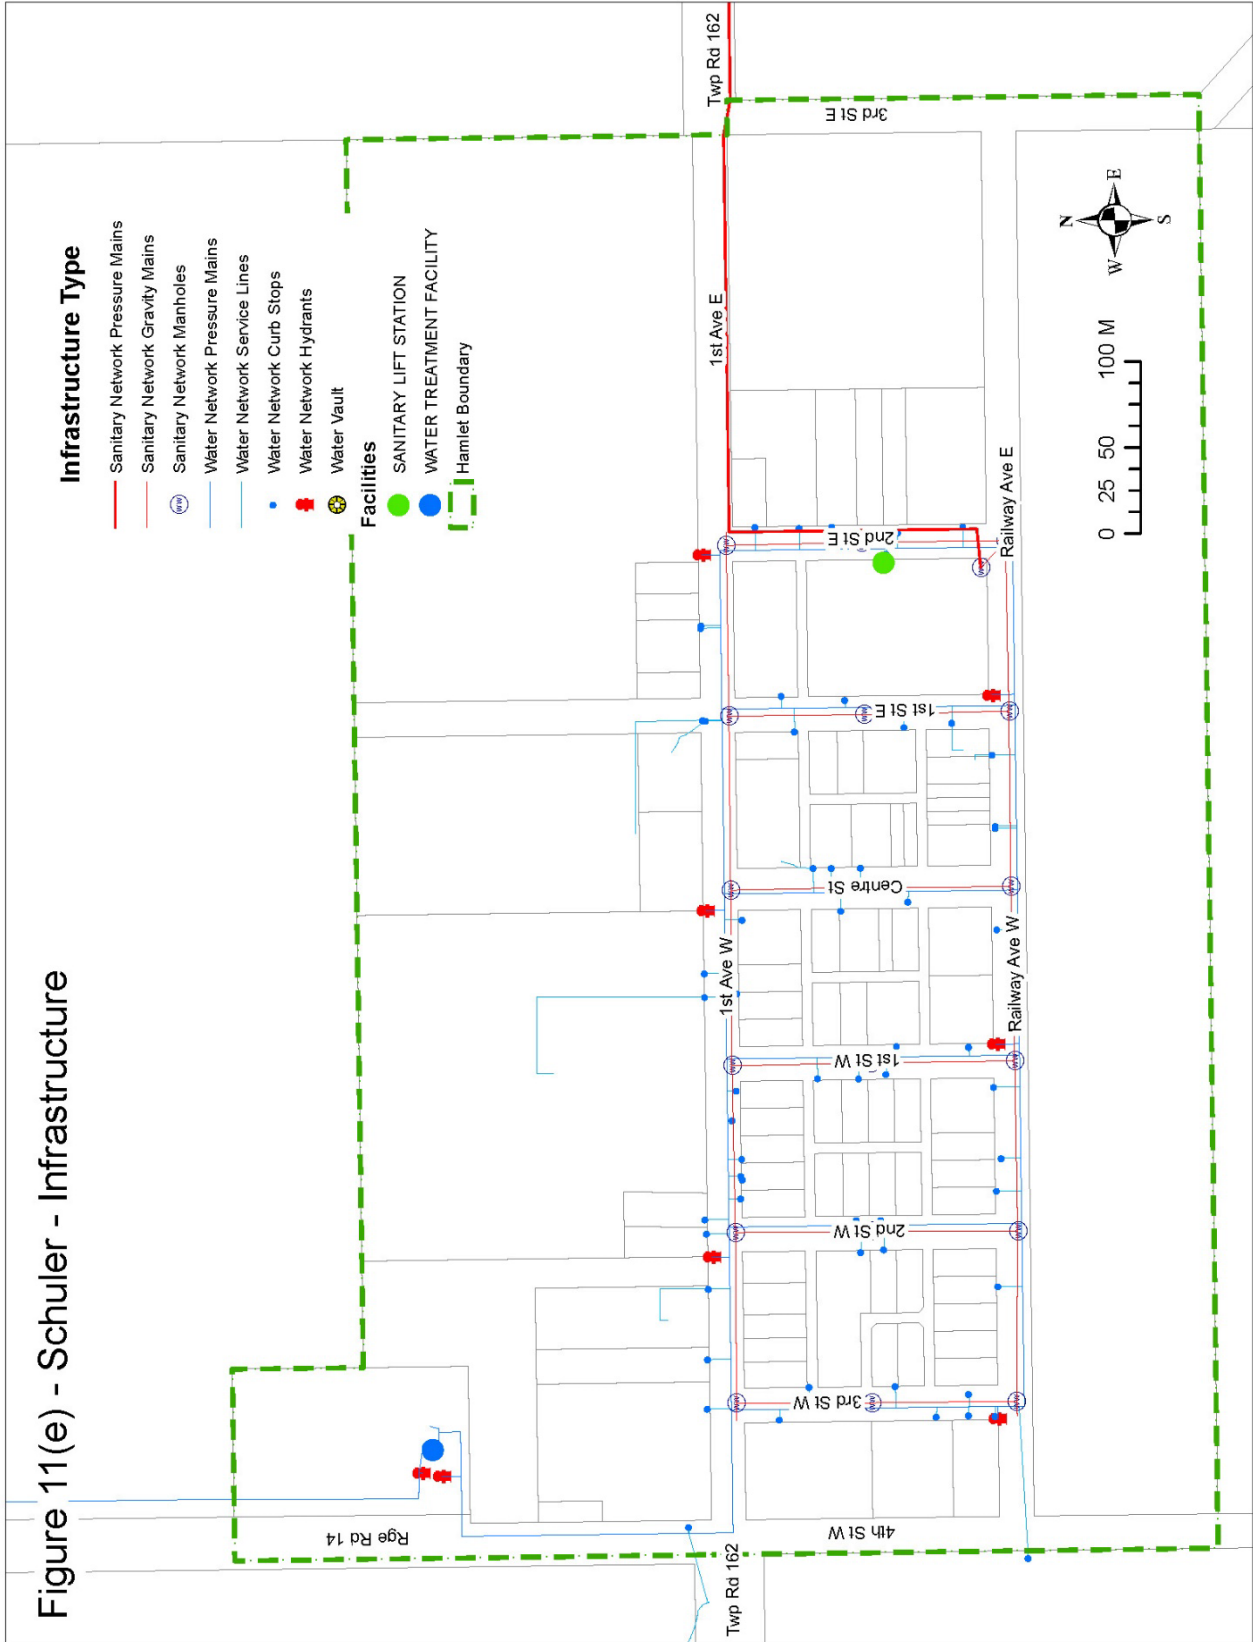 Figure 11(e) - Schuler - Infrastructure
Infrastructure Type
Sanitary Network Pressure Mains
Sanitary Network Gravity Mains
WW
Sanitary Network Manholes
Water Network Pressure Mains
Water Network Service Lines
Water Network Curb Stops
Water Network Hydrants
Water Vault
Facilities
SANITARY LIFT STATION
WATER TREATMENT FACILITY
Hamlet Boundary
Rge Rd 14
Twp Rd 162
Twp Rd 162
1st Ave W
1st Ave E
4th St W
3rd St W
2nd St W
1st St W
Centre St
1st St E
2nd St E
3rd St E
Railway Ave W
Railway Ave E
N
W
E
S
0 25 50 100 M